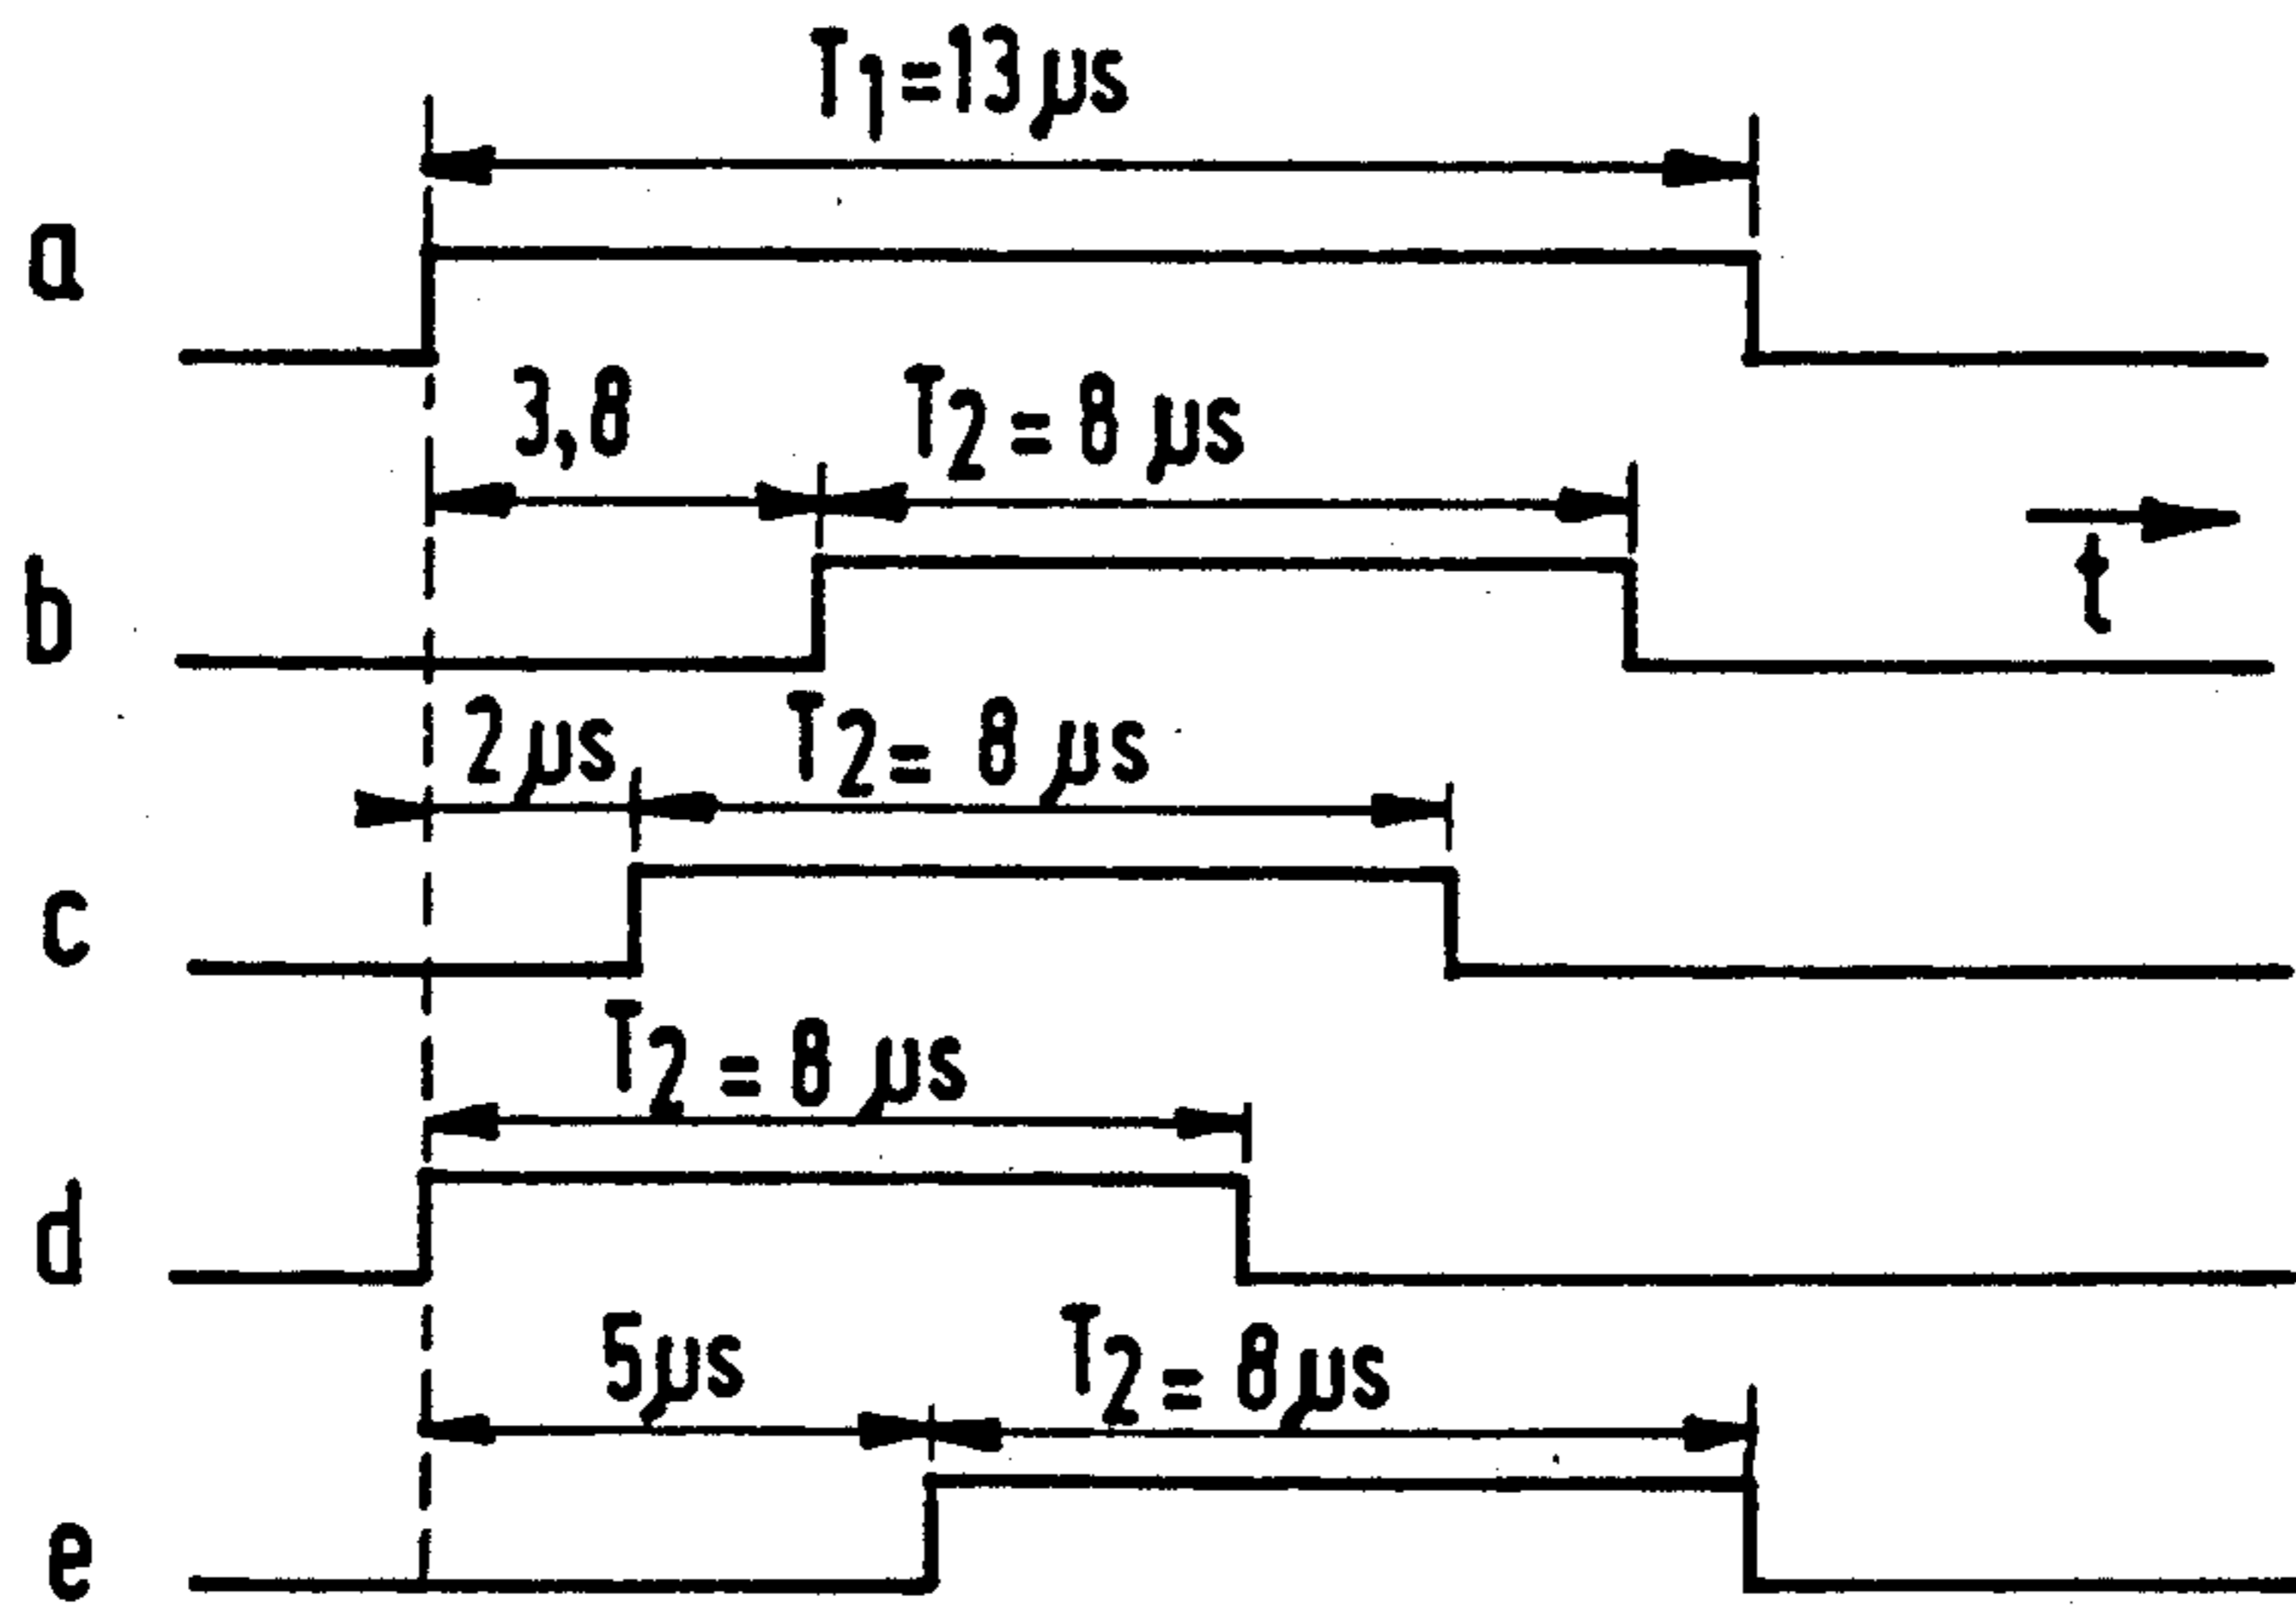 T1=13µs
a
3,8 T2= 8 µs
t
b
2µs T2= 8 µs
c
T2= 8 µs
d
5µs T2= 8µs
e